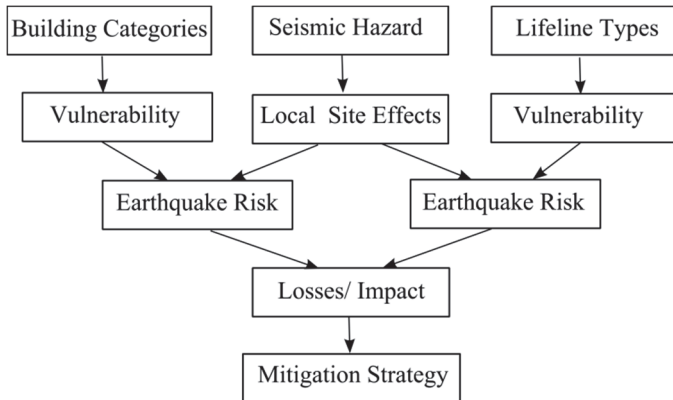 Building Categories
Seismic Hazard
Lifeline Types
Vulnerability
Local Site Effects
Vulnerability
Earthquake Risk
Earthquake Risk
Losses/ Impact
Mitigation Strategy